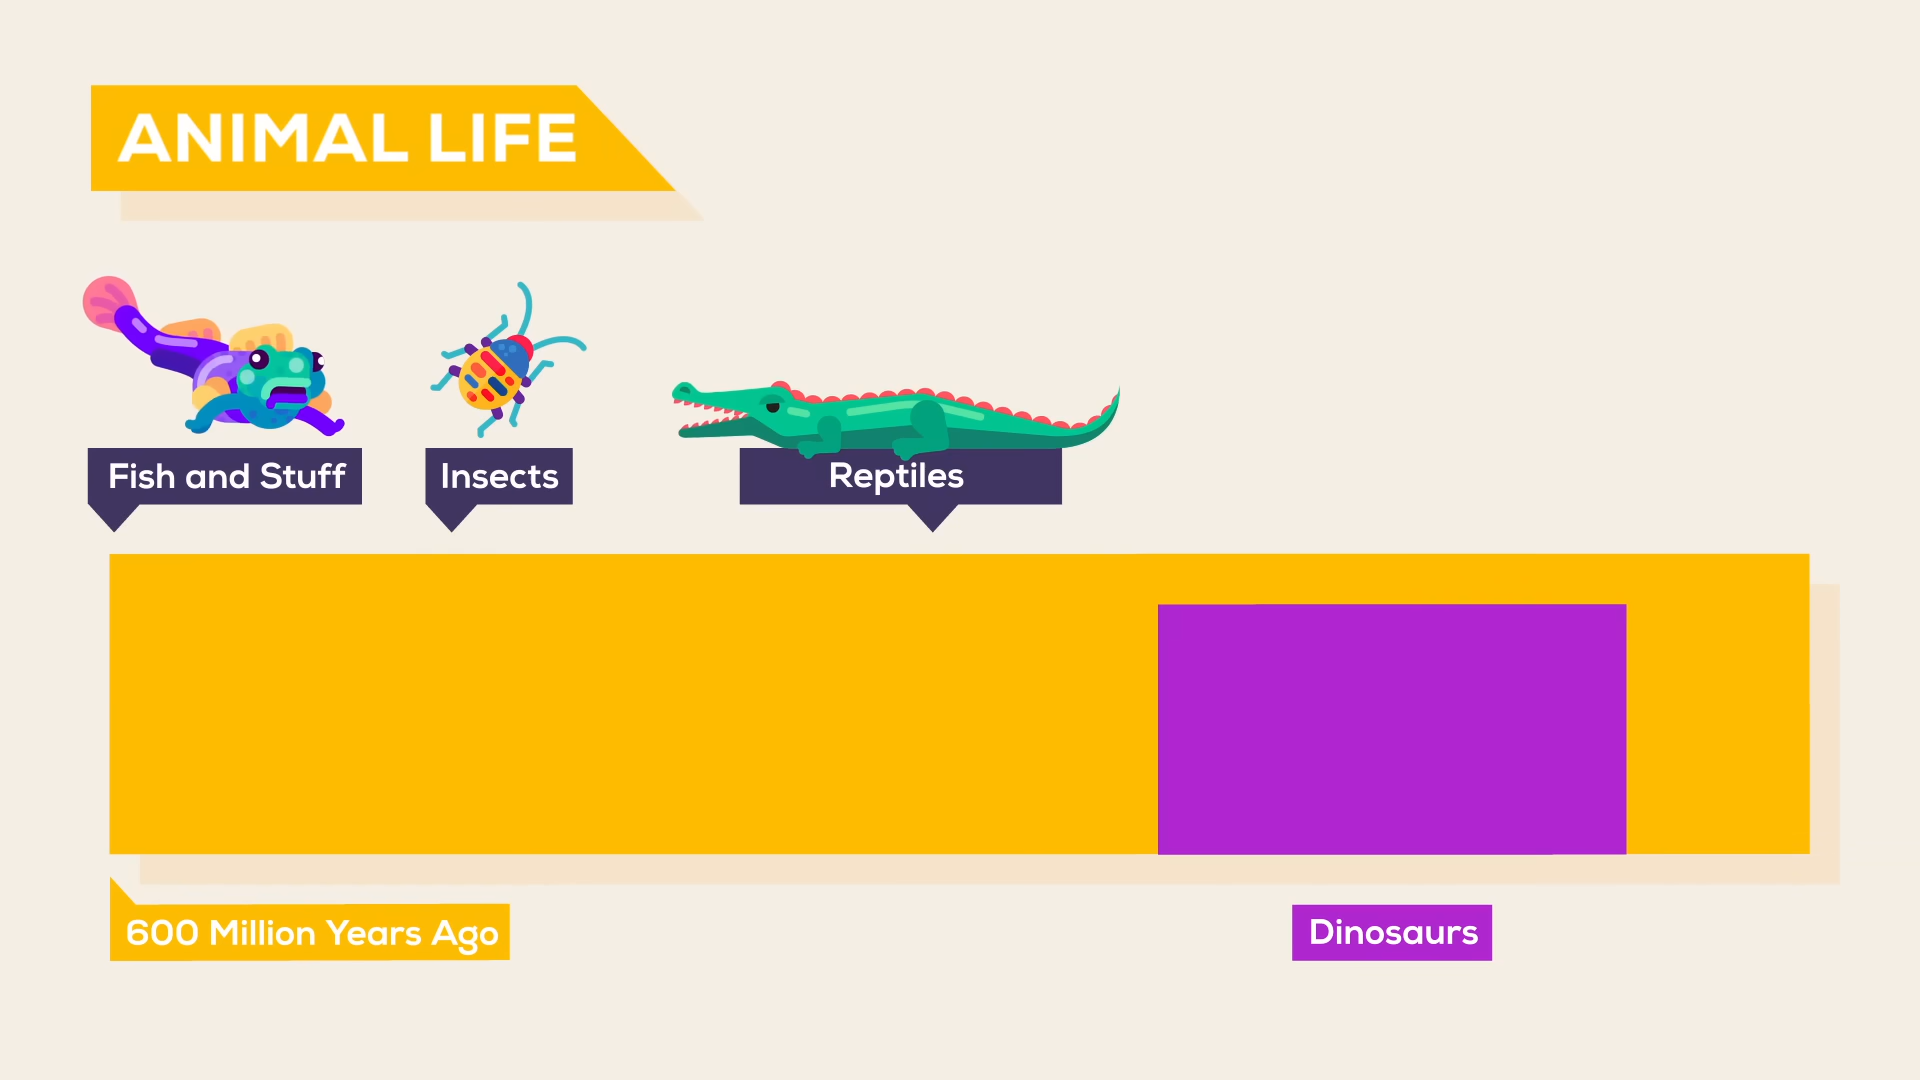 ANIMAL LIFE
Fish and Stuff
Insects
Reptiles
600 Million Years Ago
Dinosaurs